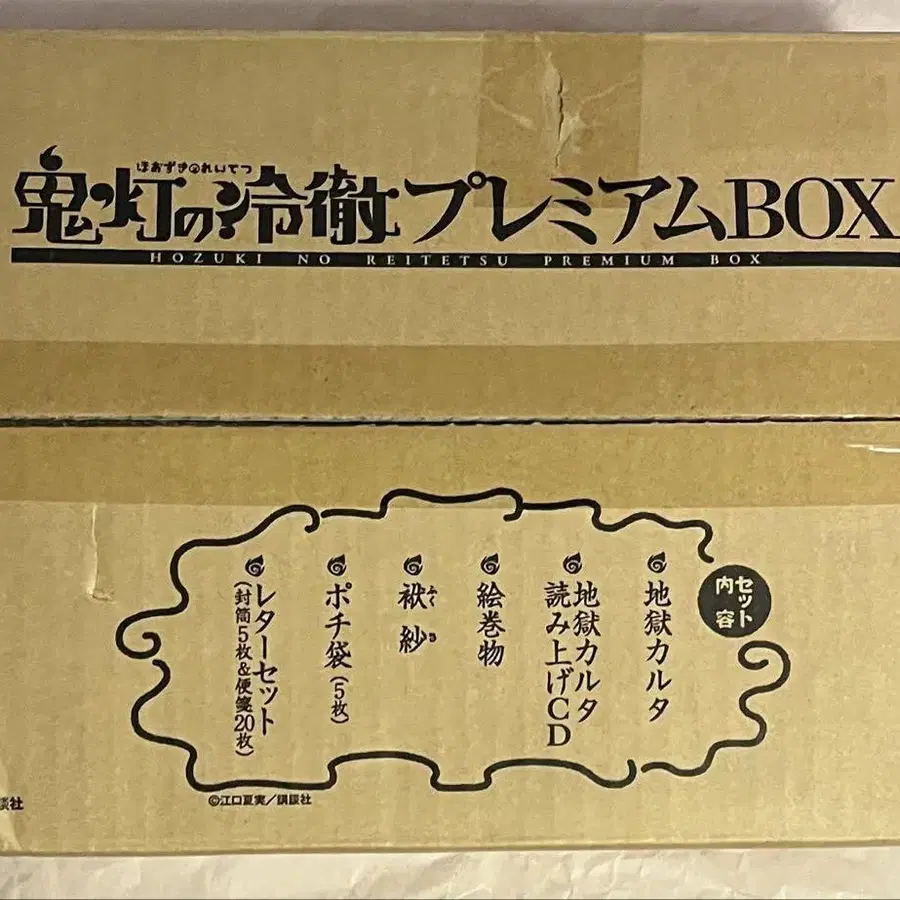 ほおずきのれいてつ
鬼灯の冷徹プレミアムBOX
HOZUKI NO REITETSU PREMIUM BOX
セット
内容
地獄カルタ
地獄カルタ
読み上げCD
絵巻物
袱紗
ふくさ
ポチ袋（5枚）
レターセット
（封筒5枚&便箋20枚）
©江口夏実／講談社
談社